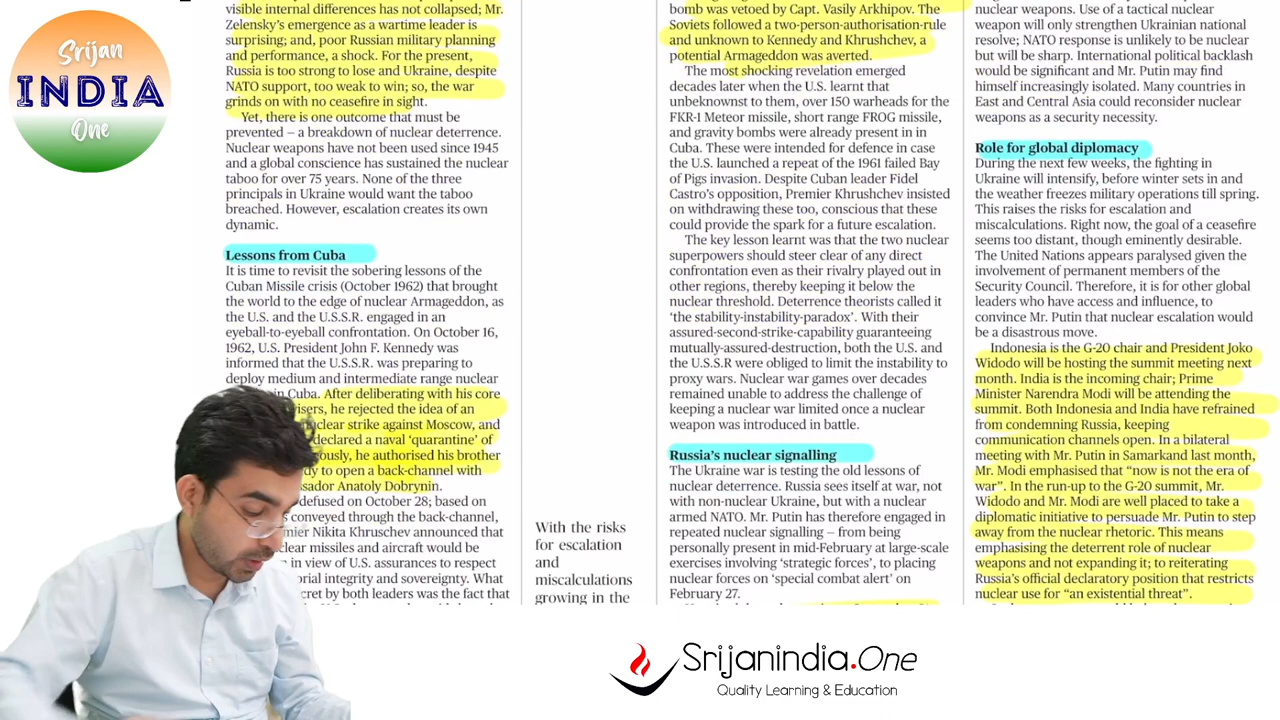 Srijan
INDIA
One
visible internal differences has not collapsed; Mr.
Zelensky's emergence as a wartime leader is
surprising; and, poor Russian military planning
and performance, a shock. For the present,
Russia is too strong to lose and Ukraine, despite
NATO support, too weak to win; so, the war
grinds on with no ceasefire in sight.
Yet, there is one outcome that must be
prevented — a breakdown of nuclear deterrence.
Nuclear weapons have not been used since 1945
and a global conscience has sustained the nuclear
taboo for over 75 years. None of the three
principals in Ukraine would want the taboo
breached. However, escalation creates its own
dynamic.
Lessons from Cuba
It is time to revisit the sobering lessons of the
Cuban Missile crisis (October 1962) that brought
the world to the edge of nuclear Armageddon, as
the U.S. and the U.S.S.R. engaged in an
eyeball-to-eyeball confrontation. On October 16,
1962, U.S. President John F. Kennedy was
informed that the U.S.S.R. was preparing to
deploy medium and intermediate range nuclear
in Cuba. After deliberating with his core
he rejected the idea of an
strike against Moscow, and
declared a naval 'quarantine' of
he authorised his brother
to open a back-channel with
Anatoly Dobrynin.
defused on October 28; based on
conveyed through the back-channel,
Nikita Khruschev announced that
missiles and aircraft would be
in view of U.S. assurances to respect
integrity and sovereignty. What
by both leaders was the fact that
With the risks
for escalation
and
miscalculations
growing in the
bomb was vetoed by Capt. Vasily Arkhipov. The
Soviets followed a two-person-authorisation-rule
and unknown to Kennedy and Khrushchev, a
potential Armageddon was averted.
The most shocking revelation emerged
decades later when the U.S. learnt that
unbeknownst to them, over 150 warheads for the
FKR-1 Meteor missile, short range FROG missile,
and gravity bombs were already present in in
Cuba. These were intended for defence in case
the U.S. launched a repeat of the 1961 failed Bay
of Pigs invasion. Despite Cuban leader Fidel
Castro's opposition, Premier Khrushchev insisted
on withdrawing these too, conscious that these
could provide the spark for a future escalation.
The key lesson learnt was that the two nuclear
superpowers should steer clear of any direct
confrontation even as their rivalry played out in
other regions, thereby keeping it below the
nuclear threshold. Deterrence theorists called it
'the stability-instability-paradox'. With their
assured-second-strike-capability guaranteeing
mutually-assured-destruction, both the U.S. and
the U.S.S.R were obliged to limit the instability to
proxy wars. Nuclear war games over decades
remained unable to address the challenge of
keeping a nuclear war limited once a nuclear
weapon was introduced in battle.
Russia's nuclear signalling
The Ukraine war is testing the old lessons of
nuclear deterrence. Russia sees itself at war, not
with non-nuclear Ukraine, but with a nuclear
armed NATO. Mr. Putin has therefore engaged in
repeated nuclear signalling — from being
personally present in mid-February at large-scale
exercises involving 'strategic forces', to placing
nuclear forces on 'special combat alert' on
February 27.
nuclear weapons. Use of a tactical nuclear
weapon will only strengthen Ukrainian national
resolve; NATO response is unlikely to be nuclear
but will be sharp. International political backlash
would be significant and Mr. Putin may find
himself increasingly isolated. Many countries in
East and Central Asia could reconsider nuclear
weapons as a security necessity.
Role for global diplomacy
During the next few weeks, the fighting in
Ukraine will intensify, before winter sets in and
the weather freezes military operations till spring.
This raises the risks for escalation and
miscalculations. Right now, the goal of a ceasefire
seems too distant, though eminently desirable.
The United Nations appears paralysed given the
involvement of permanent members of the
Security Council. Therefore, it is for other global
leaders who have access and influence, to
convince Mr. Putin that nuclear escalation would
be a disastrous move.
Indonesia is the G-20 chair and President Joko
Widodo will be hosting the summit meeting next
month. India is the incoming chair; Prime
Minister Narendra Modi will be attending the
summit. Both Indonesia and India have refrained
from condemning Russia, keeping
communication channels open. In a bilateral
meeting with Mr. Putin in Samarkand last month,
Mr. Modi emphasised that "now is not the era of
war". In the run-up to the G-20 summit, Mr.
Widodo and Mr. Modi are well placed to take a
diplomatic initiative to persuade Mr. Putin to step
away from the nuclear rhetoric. This means
emphasising the deterrent role of nuclear
weapons and not expanding it; to reiterating
Russia's official declaratory position that restricts
nuclear use for "an existential threat".
Srijanindia.One
Quality Learning & Education